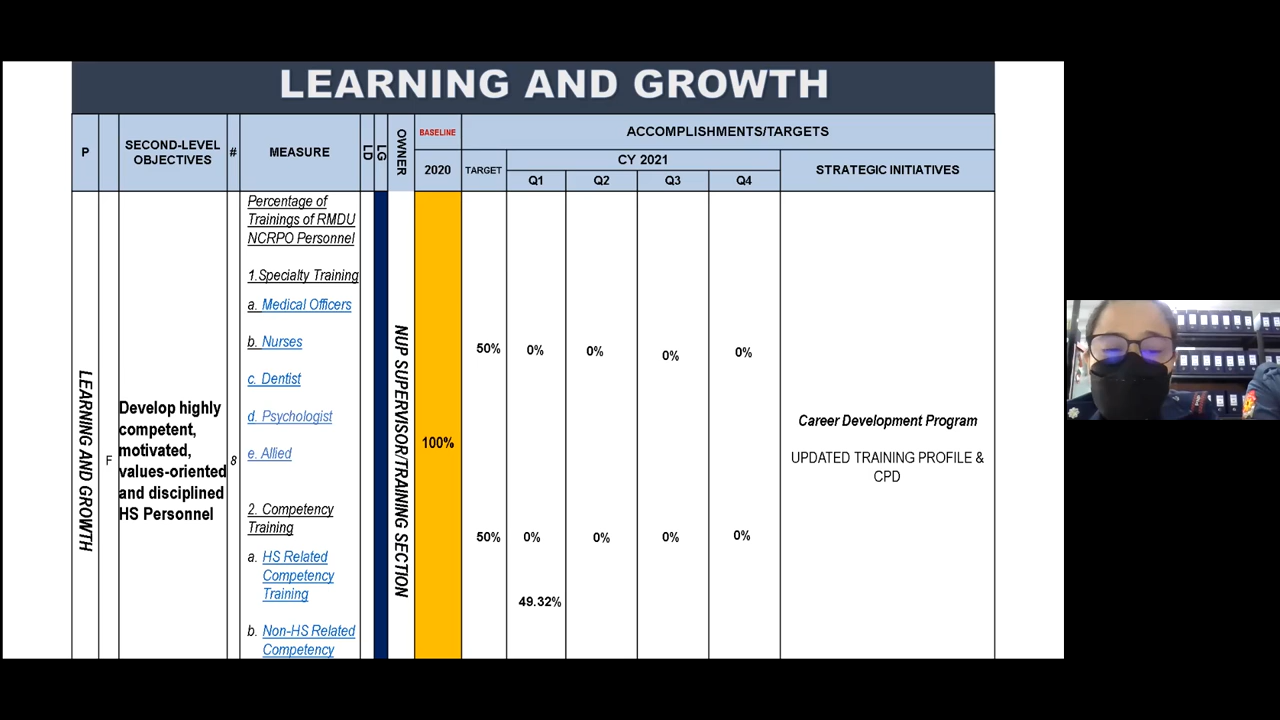 LEARNING AND GROWTH
P
SECOND-LEVEL
OBJECTIVES
#
MEASURE
LD
LG
OWNER
BASELINE
2020
ACCOMPLISHMENTS/TARGETS
TARGET
CY 2021
Q1
Q2
Q3
Q4
STRATEGIC INITIATIVES
LEARNING AND GROWTH
F
Develop highly
competent,
motivated,
values-oriented
and disciplined
HS Personnel
8
Percentage of
Trainings of RMDU
NCRPO Personnel
1.Specialty Training
a. Medical Officers
b. Nurses
c. Dentist
d. Psychologist
e. Allied
2. Competency
Training
a. HS Related
Competency
Training
b. Non-HS Related
Competency
NUP SUPERVISOR/TRAINING SECTION
100%
50% 0% 0% 0% 0%
50% 0% 0% 0% 0%
49.32%
Career Development Program
UPDATED TRAINING PROFILE &
CPD